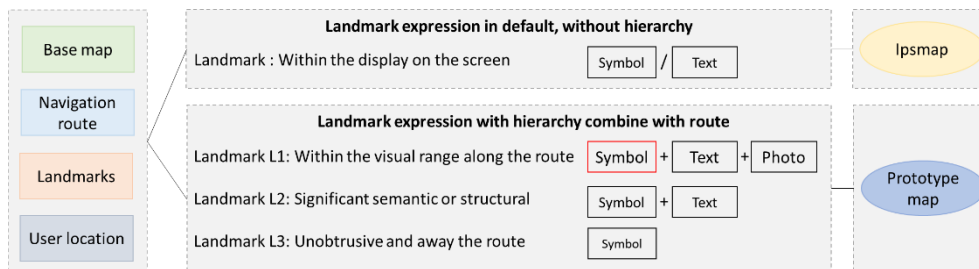 Base map
Navigation
route
Landmarks
User location
Landmark expression in default, without hierarchy
Landmark : Within the display on the screen Symbol / Text
Landmark expression with hierarchy combine with route
Landmark L1: Within the visual range along the route Symbol + Text + Photo
Landmark L2: Significant semantic or structural Symbol + Text
Landmark L3: Unobtrusive and away the route Symbol
Ipsmap
Prototype
map